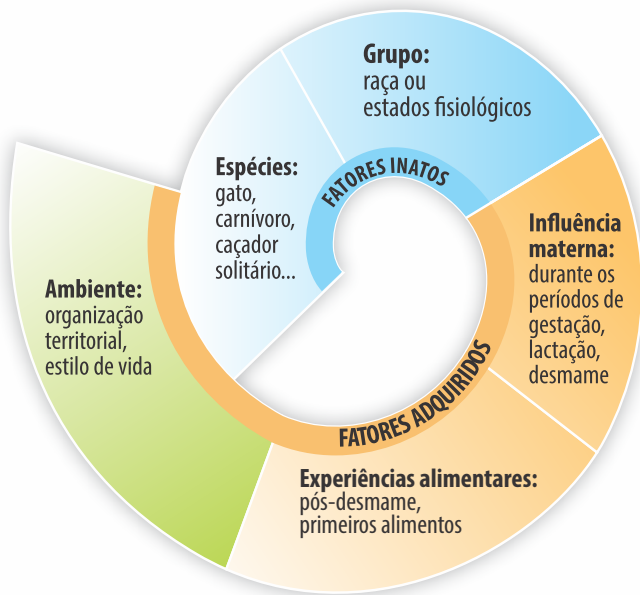 Grupo:
raça ou
estados fisiológicos
FATORES INATOS
Espécies:
gato,
carnívoro,
caçador
solitário...
Influência
materna:
durante os
períodos de
gestação,
lactação,
desmame
Ambiente:
organização
territorial,
estilo de vida
FATORES ADQUIRIDOS
Experiências alimentares:
pós-desmame,
primeiros alimentos